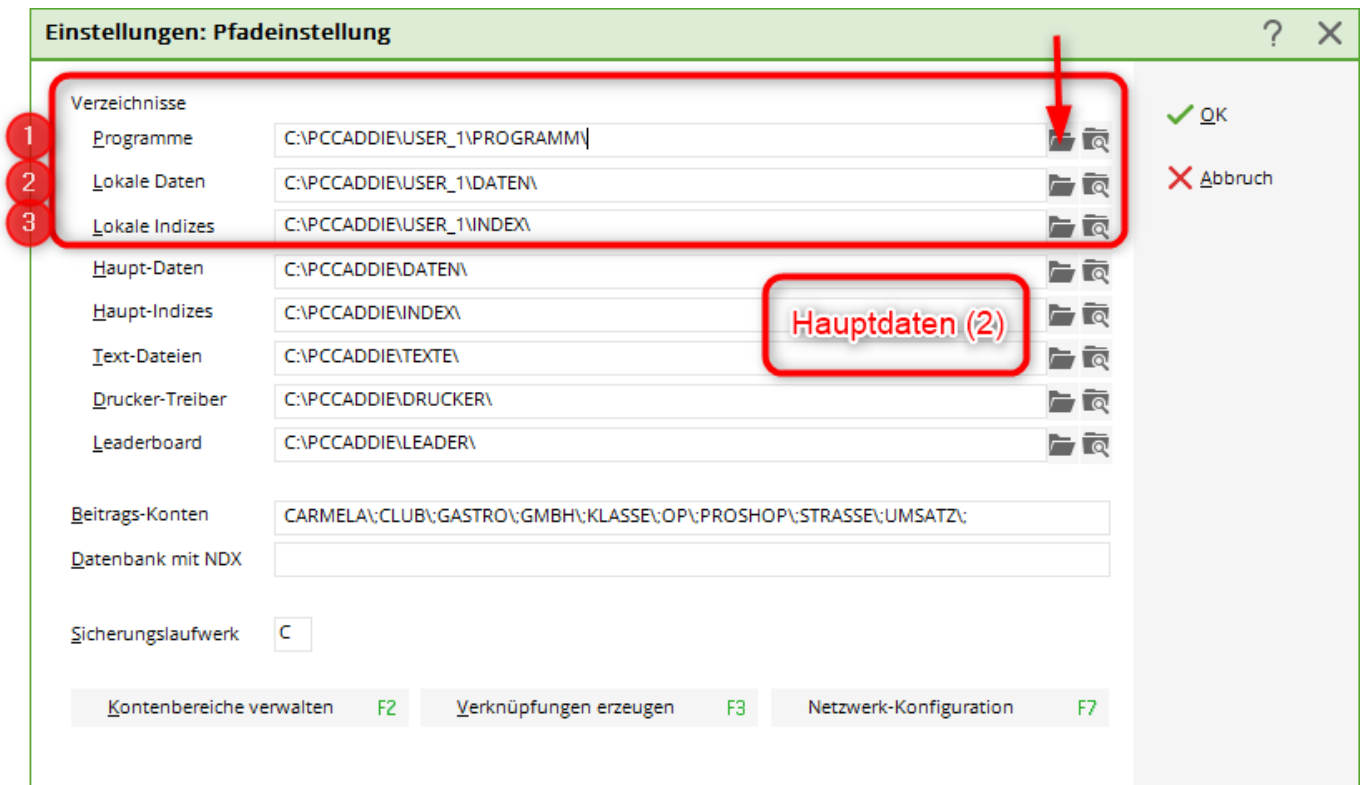 Einstellungen: Pfadeinstellung ?
Verzeichnisse
1 Programme C:\PCCADDIE\USER_1\PROGRAMM\
2 Lokale Daten C:\PCCADDIE\USER_1\DATEN\
3 Lokale Indizes C:\PCCADDIE\USER_1\INDEX\
Haupt-Daten C:\PCCADDIE\DATEN\
Haupt-Indizes C:\PCCADDIE\INDEX\
Hauptdaten (2)
Text-Dateien C:\PCCADDIE\TEXTE\
Drucker-Treiber C:\PCCADDIE\DRUCKER\
Leaderboard C:\PCCADDIE\LEADER\
Beitrags-Konten CARMELA\;CLUB\;GASTRO\;GMBH\;KLASSE\;OP\;PROSHOP\;STRASSE\;UMSATZ\;
Datenbank mit NDX
Sicherungslaufwerk C
Kontenbereiche verwalten F2 Verknüpfungen erzeugen F3 Netzwerk-Konfiguration F7
OK
Abbruch